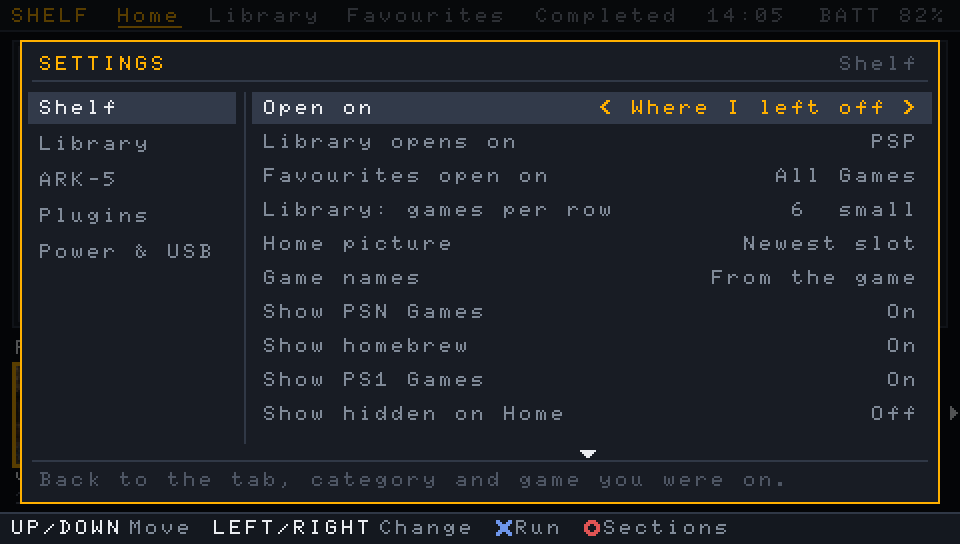 SHELF Home Library Favourites Completed 14:05 BATT 82%
SETTINGS Shelf
Shelf
Library
ARK-5
Plugins
Power & USB
Open on < Where I left off >
Library opens on PSP
Favourites open on All Games
Library: games per row 6 small
Home picture Newest slot
Game names From the game
Show PSN Games On
Show homebrew On
Show PS1 Games On
Show hidden on Home Off
Back to the tab, category and game you were on.
UP/DOWN Move LEFT/RIGHT Change Run Sections